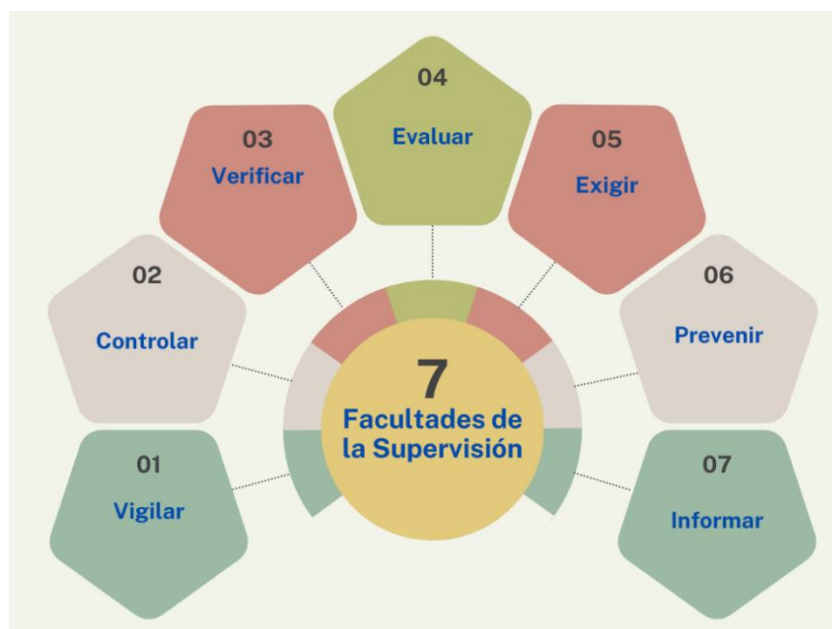 01
Vigilar
02
Controlar
03
Verificar
04
Evaluar
05
Exigir
06
Prevenir
07
Informar
7
Facultades de
la Supervisión